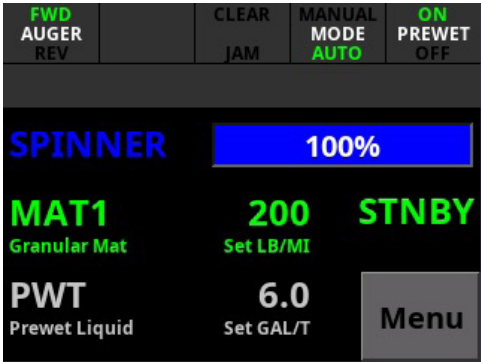 FWD CLEAR MANUAL ON
AUGER MODE PREWET
REV JAM AUTO OFF
SPINNER 100%
MAT1 200 STNBY
Granular Mat Set LB/MI
PWT 6.0
Prewet Liquid Set GAL/T
Menu